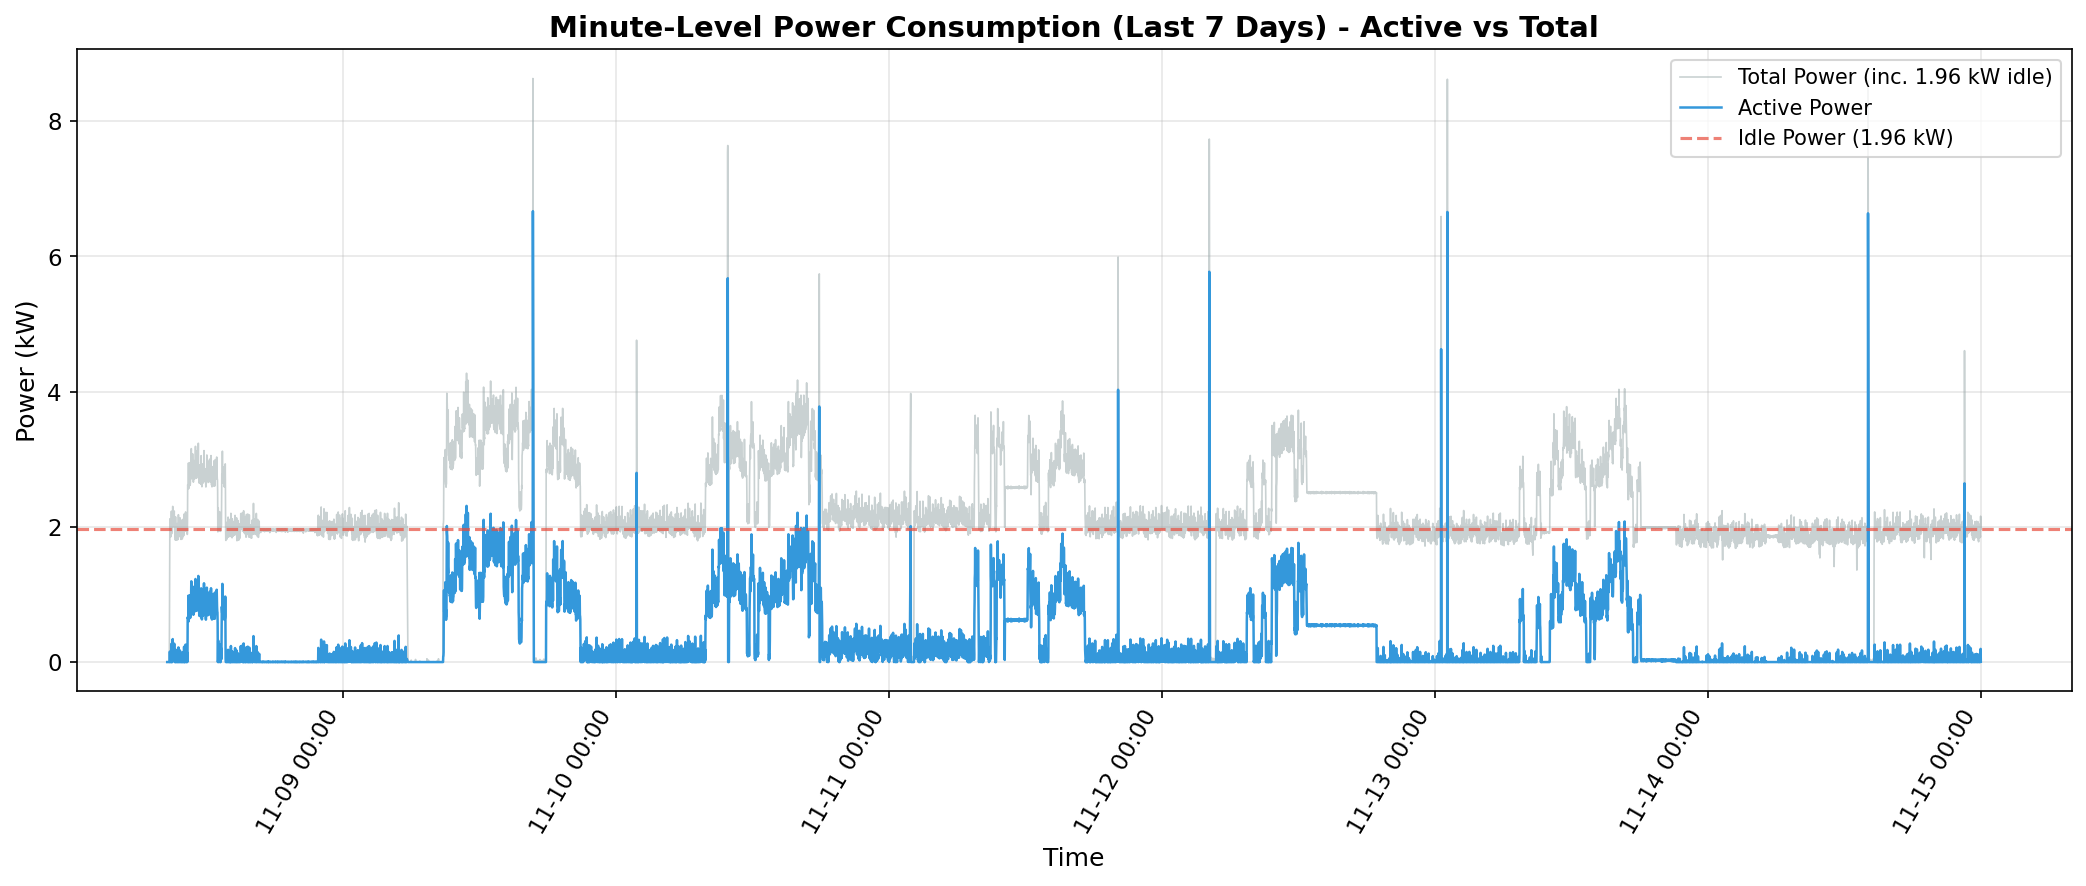 Minute-Level Power Consumption (Last 7 Days) - Active vs Total
Total Power (inc. 1.96 kW idle)
Active Power
Idle Power (1.96 kW)
Power (kW)
8
6
4
2
0
11-09 00:00
11-10 00:00
11-11 00:00
11-12 00:00
11-13 00:00
11-14 00:00
11-15 00:00
Time